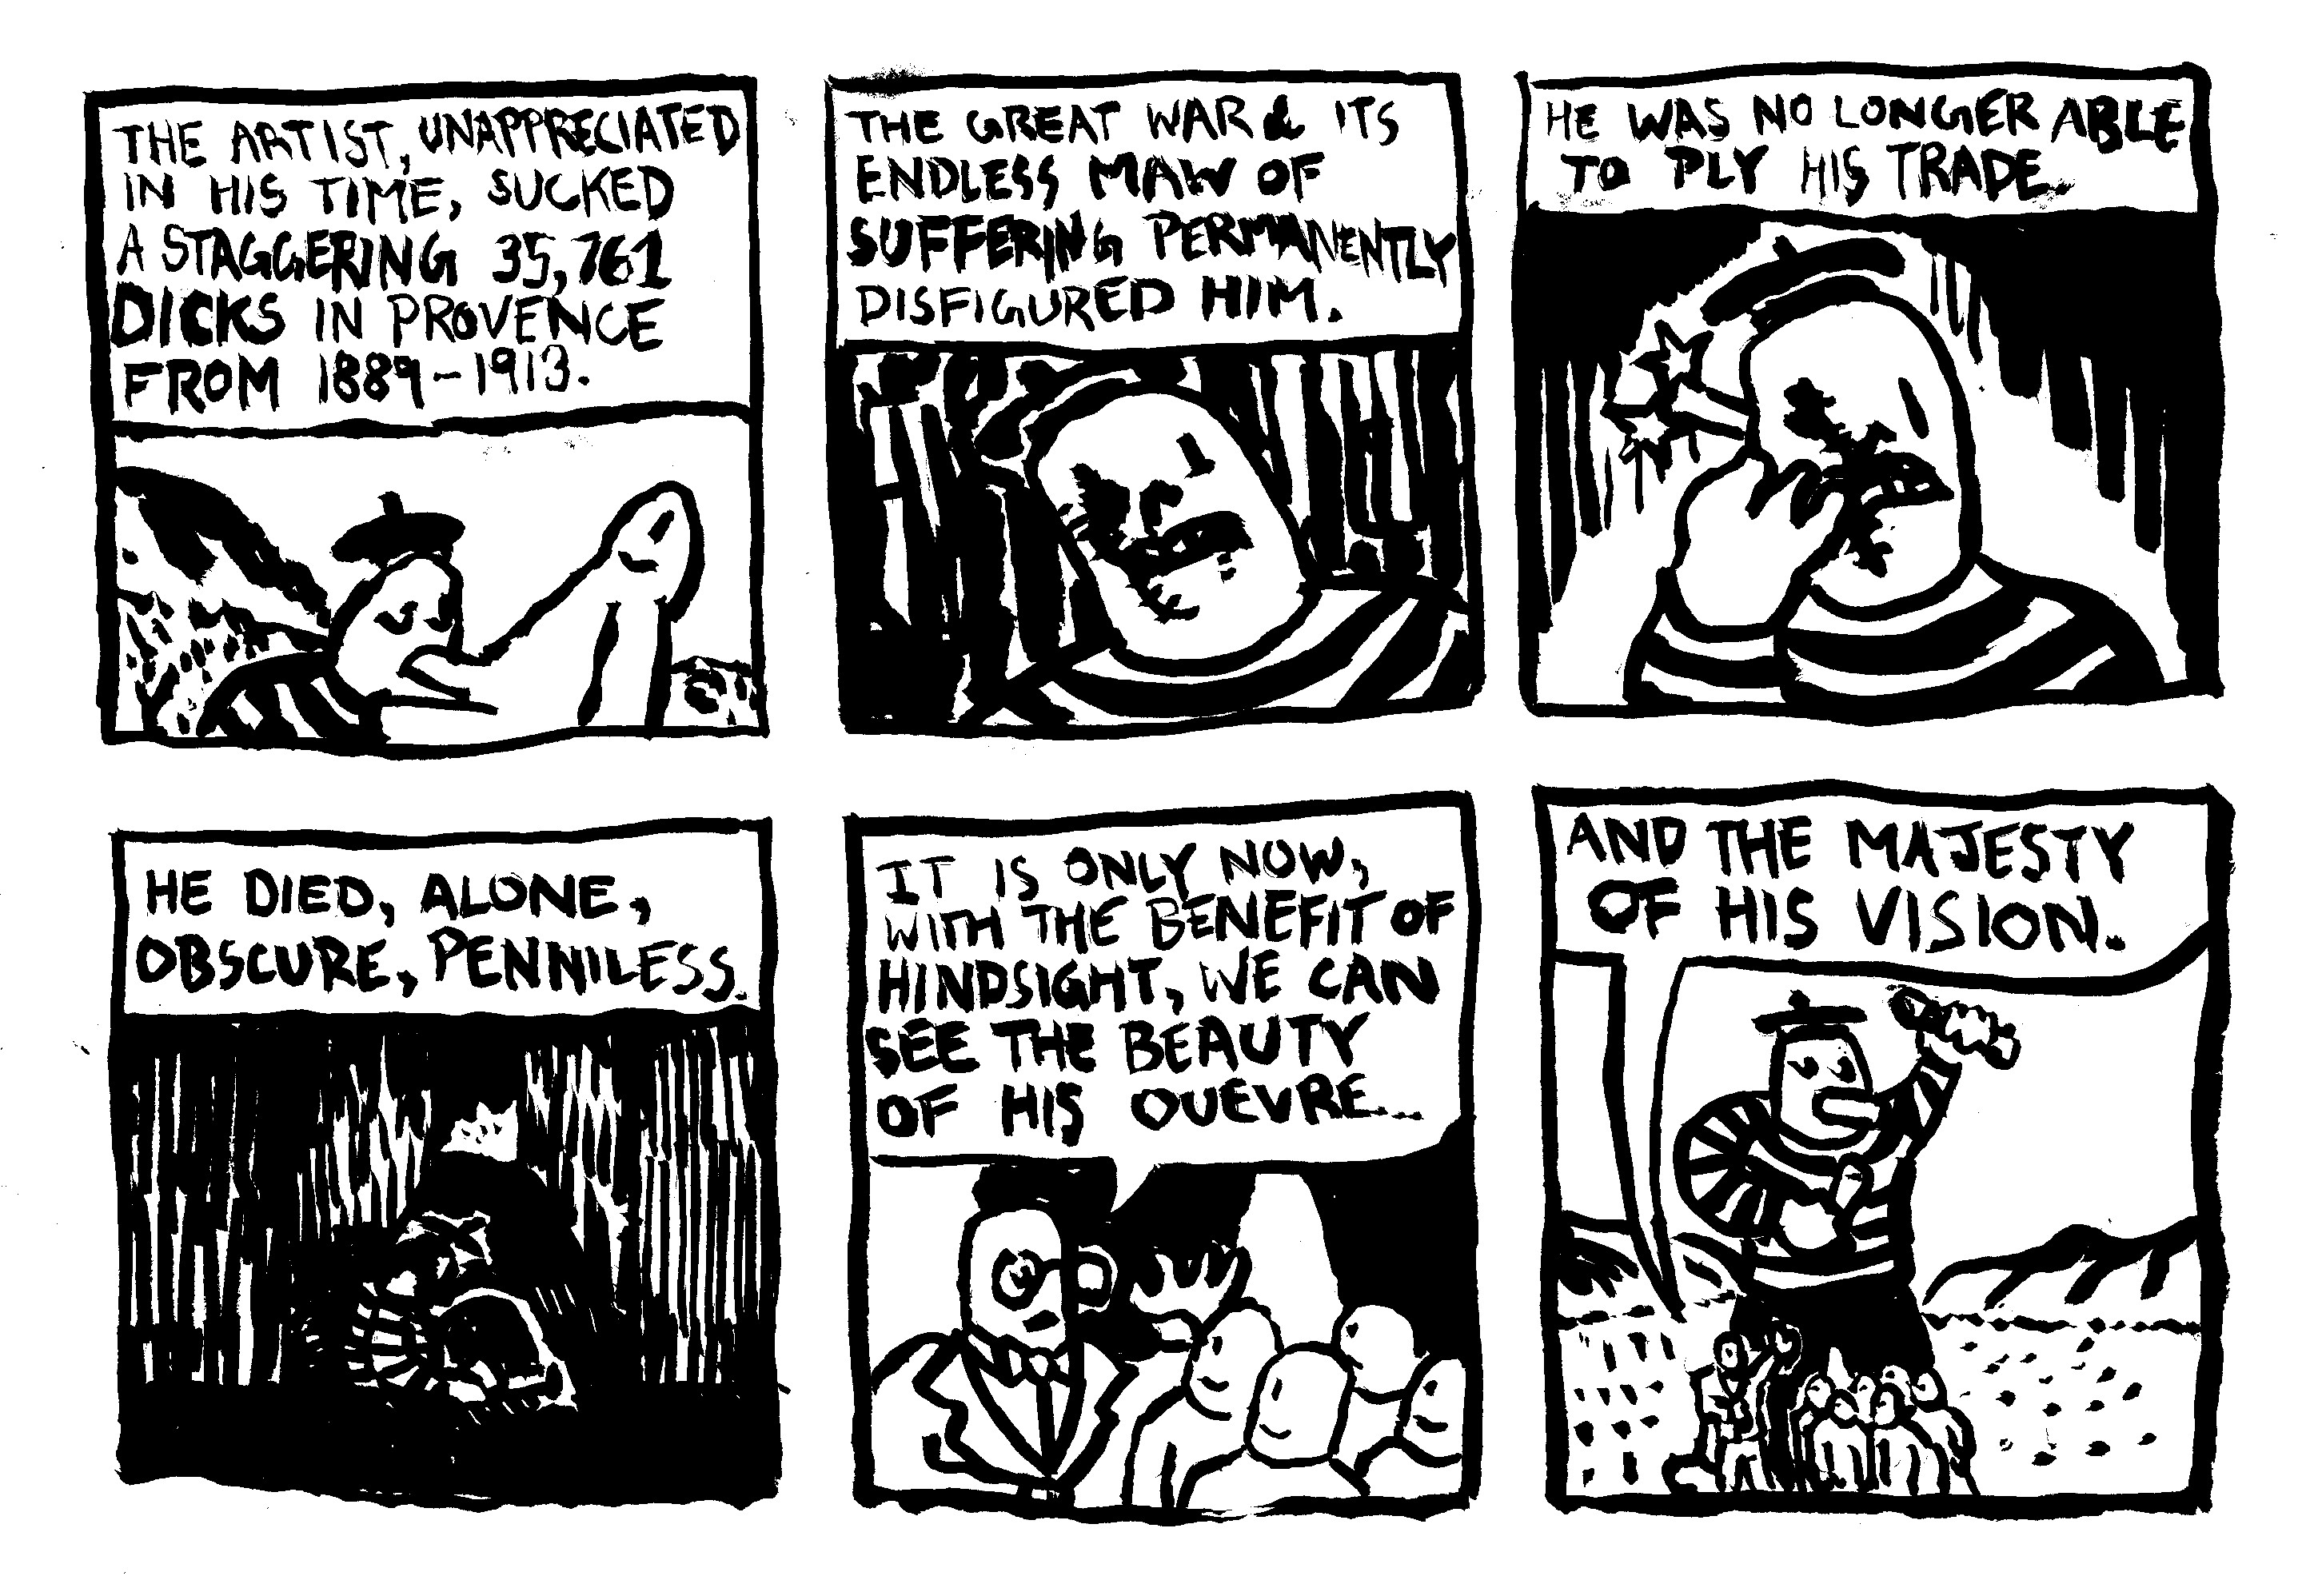 THE ARTIST, UNAPPRECIATED
IN HIS TIME, SUCKED
A STAGGERING 35,761
DICKS IN PROVENCE
FROM 1889-1913.
THE GREAT WAR & ITS
ENDLESS MAW OF
SUFFERING PERMANENTLY
DISFIGURED HIM.
HE WAS NO LONGER ABLE
TO PLY HIS TRADE.
HE DIED, ALONE,
OBSCURE, PENNILESS.
IT IS ONLY NOW,
WITH THE BENEFIT OF
HINDSIGHT, WE CAN
SEE THE BEAUTY
OF HIS OUEVRE...
AND THE MAJESTY
OF HIS VISION.